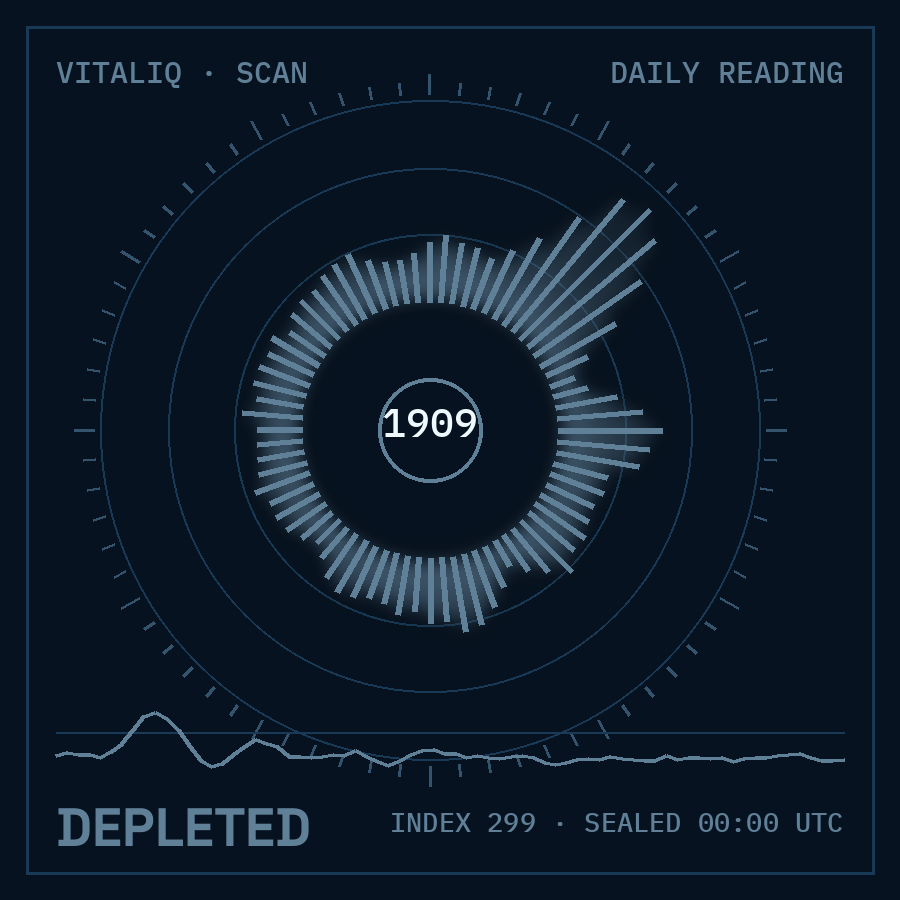 VITALIQ · SCAN
DAILY READING
1909
DEPLETED
INDEX 299 · SEALED 00:00 UTC